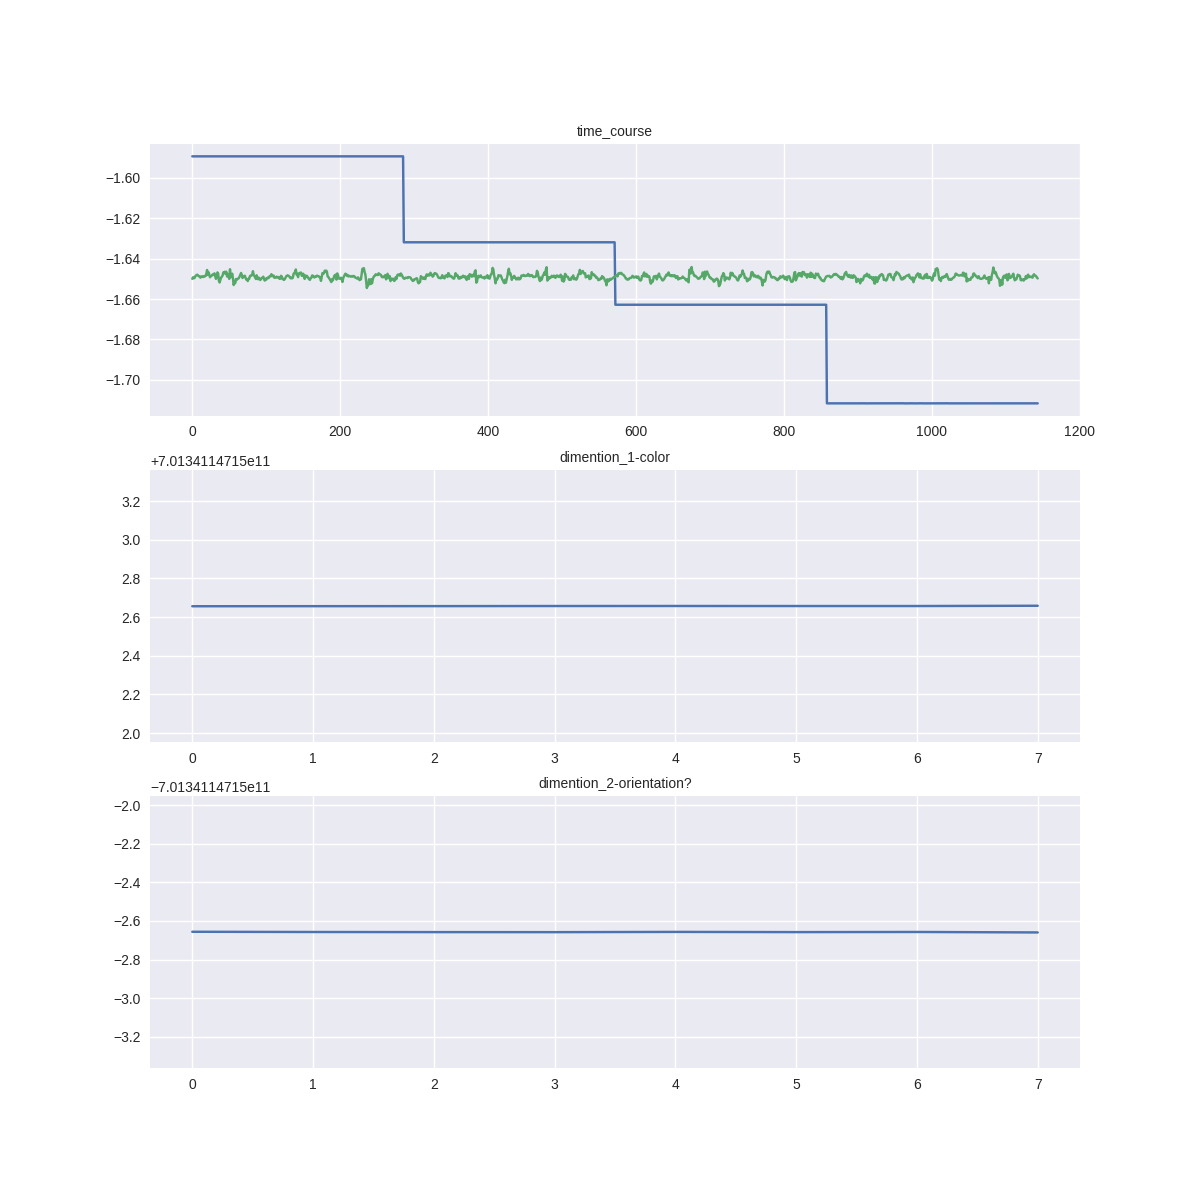 time_course
−1.60
−1.62
−1.64
−1.66
−1.68
−1.70
0 200 400 600 800 1000 1200
+7.0134114715e11
dimention_1-color
3.2
3.0
2.8
2.6
2.4
2.2
2.0
0 1 2 3 4 5 6 7
−7.0134114715e11
dimention_2-orientation?
−2.0
−2.2
−2.4
−2.6
−2.8
−3.0
−3.2
0 1 2 3 4 5 6 7